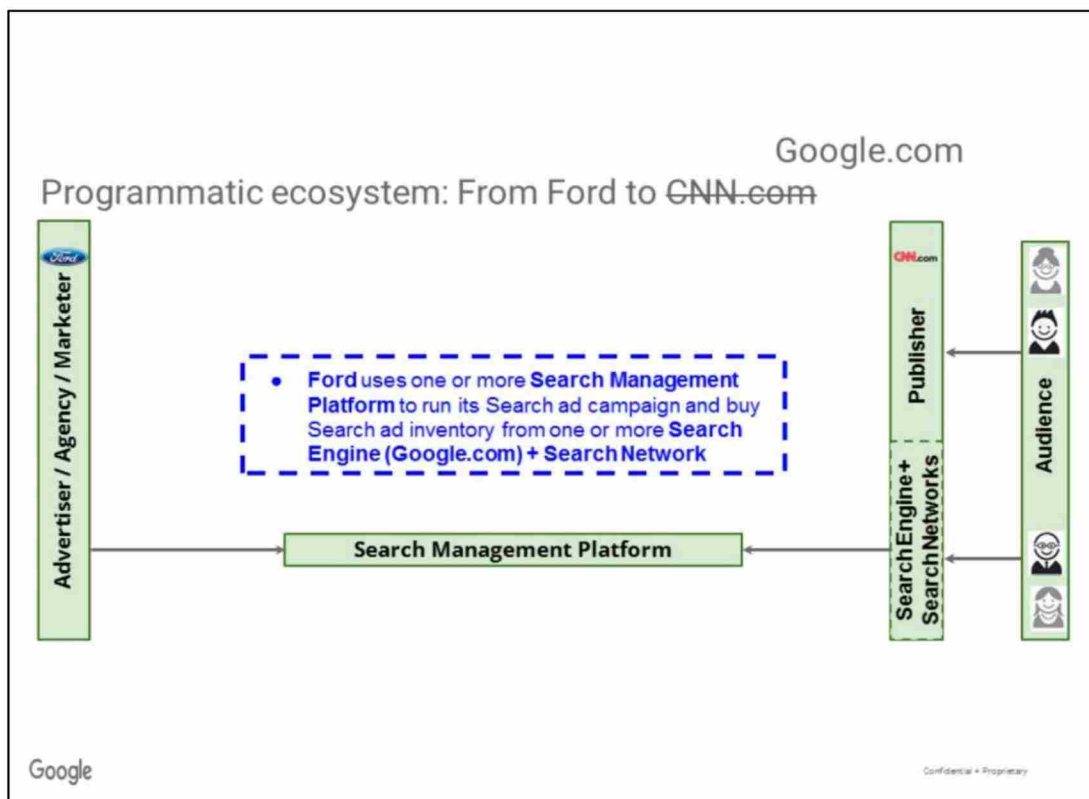 Google.com
Programmatic ecosystem: From Ford to CNN.com
Ford
Advertiser / Agency / Marketer
● Ford uses one or more Search Management
Platform to run its Search ad campaign and buy
Search ad inventory from one or more Search
Engine (Google.com) + Search Network
Search Management Platform
CNN.com
Publisher
Search Engine +
Search Networks
Audience
Google
Confidential + Proprietary